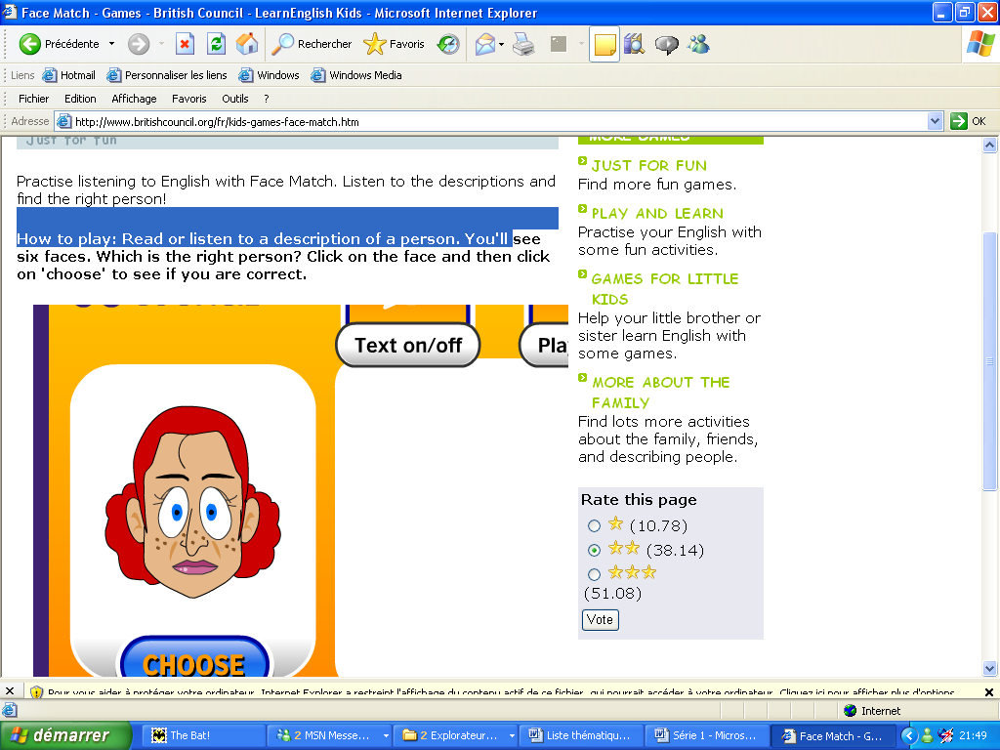 Face Match - Games - British Council - LearnEnglish Kids - Microsoft Internet Explorer
Précédente Rechercher Favoris
Liens Hotmail Personnaliser les liens Windows Windows Media
Fichier Edition Affichage Favoris Outils ?
Adresse http://www.britishcouncil.org/fr/kids-games-face-match.htm OK
Just for fun
Practise listening to English with Face Match. Listen to the descriptions and
find the right person!
How to play: Read or listen to a description of a person. You'll see
six faces. Which is the right person? Click on the face and then click
on 'choose' to see if you are correct.
Text on/off
Pla
CHOOSE
MORE GAMES
JUST FOR FUN
Find more fun games.
PLAY AND LEARN
Practise your English with
some fun activities.
GAMES FOR LITTLE
KIDS
Help your little brother or
sister learn English with
some games.
MORE ABOUT THE
FAMILY
Find lots more activities
about the family, friends,
and describing people.
Rate this page
(10.78)
(38.14)
(51.08)
Vote
Pour vous aider à protéger votre ordinateur, Internet Explorer a restreint l'affichage du contenu actif de ce fichier, qui pourrait accéder à votre ordinateur. Cliquez ici pour afficher plus d'options.
Internet
démarrer The Bat! 2 MSN Messe... 2 Explorateur... Liste thématiqu... Série 1 - Micros... Face Match - G... 21:49